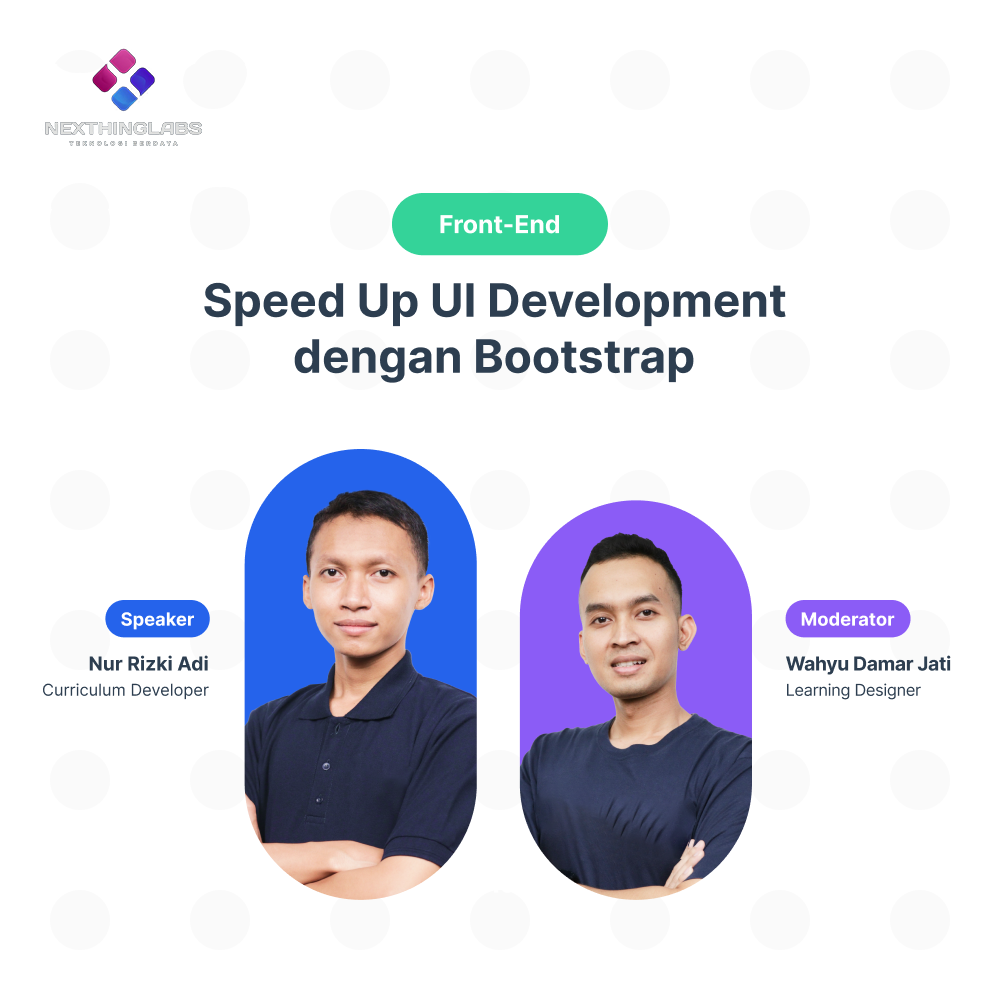 NEXTHINGLABS
TEKNOLOGI BERDAYA
Front-End
Speed Up UI Development
dengan Bootstrap
Speaker
Nur Rizki Adi
Curriculum Developer
Moderator
Wahyu Damar Jati
Learning Designer